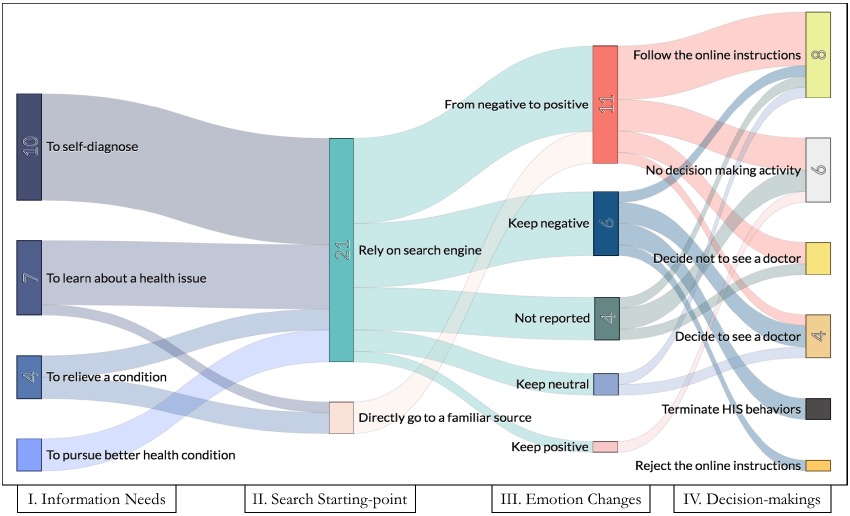 10
To self-diagnose
7
To learn about a health issue
4
To relieve a condition
To pursue better health condition
21
Rely on search engine
Directly go to a familiar source
From negative to positive
11
Keep negative
6
Not reported
4
Keep neutral
Keep positive
Follow the online instructions
8
No decision making activity
6
Decide not to see a doctor
Decide to see a doctor
4
Terminate HIS behaviors
Reject the online instructions
I. Information Needs
II. Search Starting-point
III. Emotion Changes
IV. Decision-makings